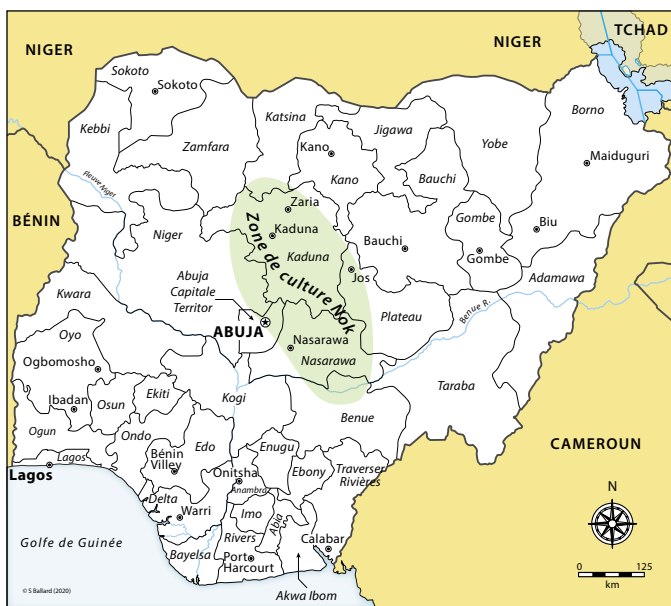 NIGER
NIGER
TCHAD
Sokoto
Sokoto
Katsina
Jigawa
Yobe
Borno
Kebbi
Zamfara
Kano
Kano
Bauchi
Maiduguri
Fleuve Niger
Zaria
Gombe
Biu
BÉNIN
Niger
Kaduna
Kaduna
Bauchi
Gombe
Zone de culture Nok
Jos
Adamawa
Abuja
Capitale
Territor
Kwara
Plateau
Benue R.
Oyo
ABUJA
Nasarawa
Nasarawa
Ogbomosho
Taraba
Ibadan
Osun
Ekiti
Kogi
Benue
Ogun
Ondo
Edo
Enugu
CAMEROUN
Lagos
Bénin
Villey
Onitsha
Ebony
Traverser
Rivières
Lagos
Anambra
Delta
Warri
Imo
Abia
N
Golfe de Guinée
Bayelsa
Rivers
Calabar
Port
Harcourt
0 125
km
© S Ballard (2020)
Akwa Ibom